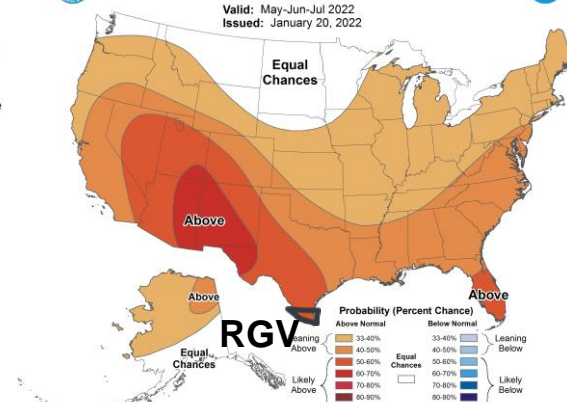 Valid: May-Jun-Jul 2022
Issued: January 20, 2022
Equal
Chances
Above
Above
Above
Equal
Chances
RGV
Probability (Percent Chance)
Above Normal
Below Normal
Leaning
Above
33-40%
40-50%
50-60%
60-70%
70-80%
80-90%
Likely
Above
Equal
Chances
33-40%
40-50%
50-60%
60-70%
70-80%
80-90%
Leaning
Below
Likely
Below